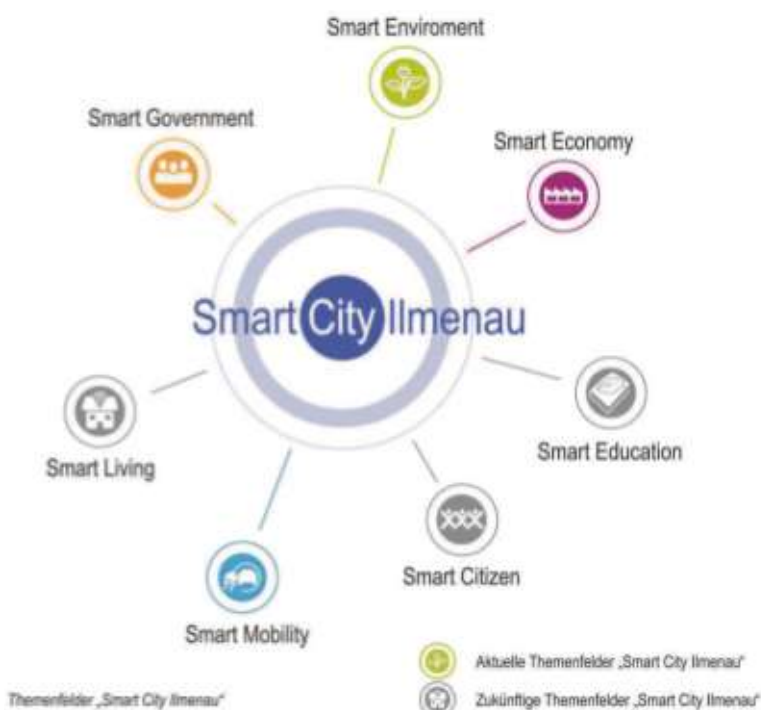 Smart Enviroment
Smart Government
Smart Economy
Smart City Ilmenau
Smart Living
Smart Education
Smart Citizen
Smart Mobility
Aktuelle Themenfelder „Smart City Ilmenau“
Themenfelder „Smart City Ilmenau“
Zukünftige Themenfelder „Smart City Ilmenau“